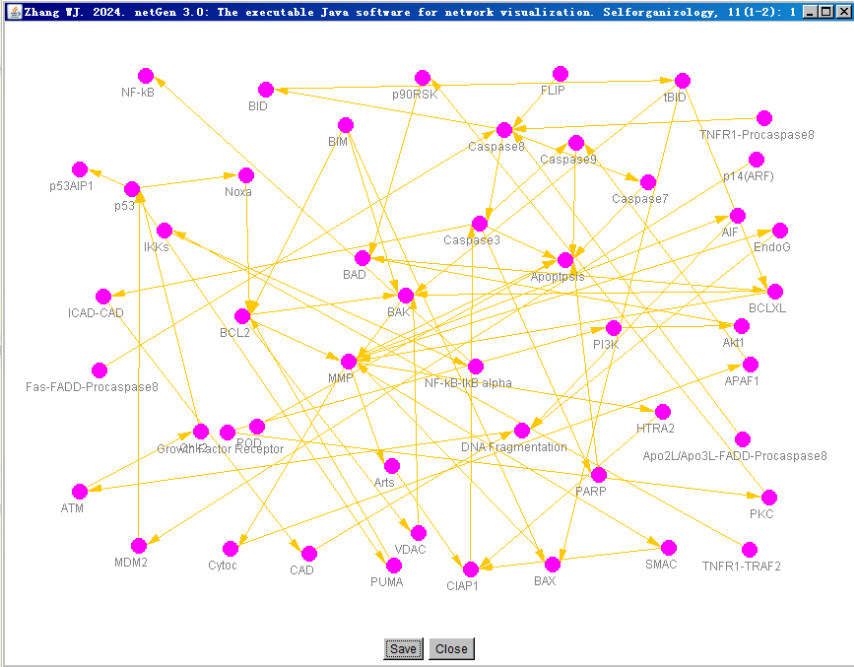 Zhang WJ. 2024. netGen 3.0: The executable Java software for network visualization. Selforganizology, 11(1-2): 1
NF-kB
BID
p90RSK
FLIP
tBID
TNFR1-Procaspase8
BIM
Caspase8
Caspase9
p14(ARF)
p53AIP1
p53
Noxa
Caspase7
IKKs
Caspase3
AIF
EndoG
BAD
Apoptpsis
ICAD-CAD
BAK
BCLXL
BCL2
PI3K
Akt1
Fas-FADD-Procaspase8
MMP
NF-kB-IkB alpha
APAF1
HTRA2
Growth Factor Receptor
Chk2
POD
DNA Fragmentation
Apo2L/Apo3L-FADD-Procaspase8
Arts
PARP
ATM
PKC
MDM2
Cytoc
CAD
VDAC
PUMA
CIAP1
BAX
SMAC
TNFR1-TRAF2
Save
Close